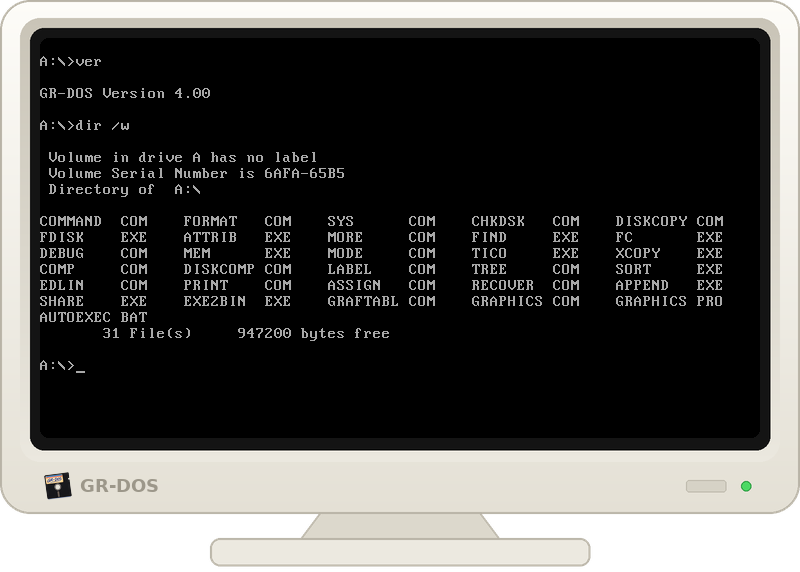 A:\>ver
GR-DOS Version 4.00
A:\>dir /w
Volume in drive A has no label
Volume Serial Number is 6AFA-65B5
Directory of  A:\
COMMAND  COM    FORMAT   COM    SYS      COM    CHKDSK   COM    DISKCOPY COM
FDISK    EXE    ATTRIB   EXE    MORE     COM    FIND     EXE    FC       EXE
DEBUG    COM    MEM      EXE    MODE     COM    TICO     EXE    XCOPY    EXE
COMP     COM    DISKCOMP COM    LABEL    COM    TREE     COM    SORT     EXE
EDLIN    COM    PRINT    COM    ASSIGN   COM    RECOVER  COM    APPEND   EXE
SHARE    EXE    EXE2BIN  EXE    GRAFTABL COM    GRAPHICS COM    GRAPHICS PRO
AUTOEXEC BAT
31 File(s)     947200 bytes free
A:\>_
GR-DOS